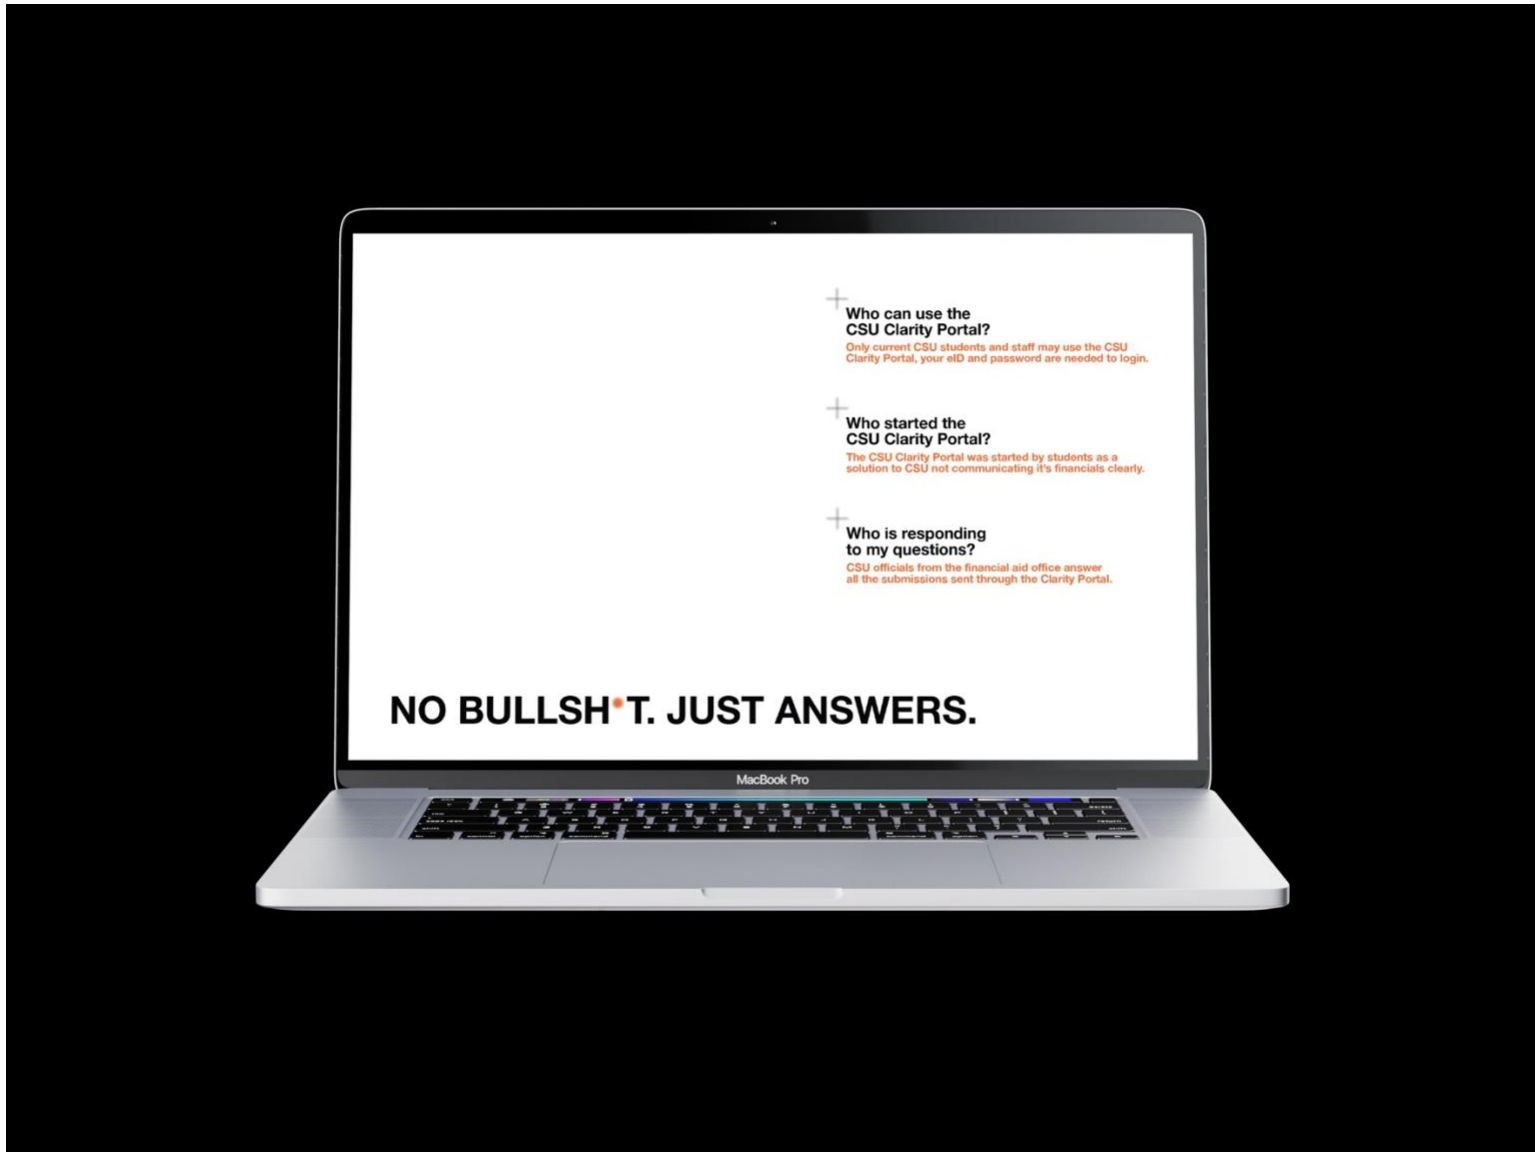 Who can use the
CSU Clarity Portal?
Only current CSU students and staff may use the CSU
Clarity Portal, your eID and password are needed to login.
Who started the
CSU Clarity Portal?
The CSU Clarity Portal was started by students as a
solution to CSU not communicating it's financials clearly.
Who is responding
to my questions?
CSU officials from the financial aid office answer
all the submissions sent through the Clarity Portal.
NO BULLSH•T. JUST ANSWERS.
MacBook Pro